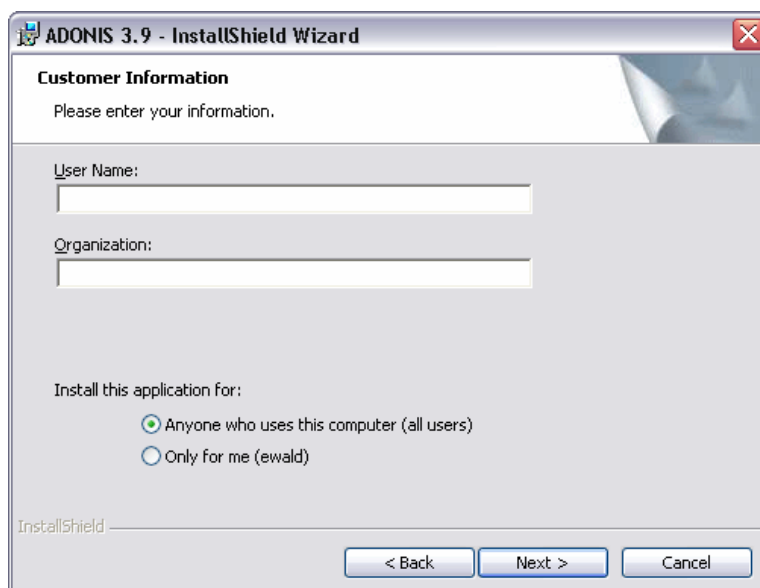 ADONIS 3.9 - InstallShield Wizard
Customer Information
Please enter your information.
User Name:
Organization:
Install this application for:
Anyone who uses this computer (all users)
Only for me (ewald)
InstallShield
< Back Next > Cancel